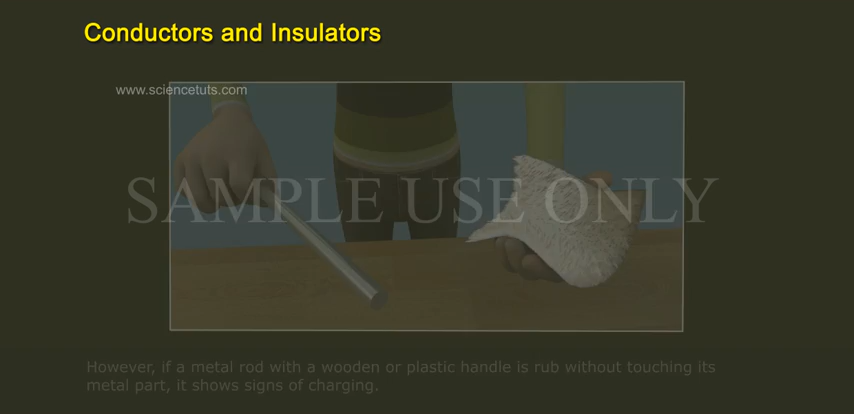 Conductors and Insulators
www.sciencetuts.com
SAMPLE USE ONLY
However, if a metal rod with a wooden or plastic handle is rub without touching its
metal part, it shows signs of charging.